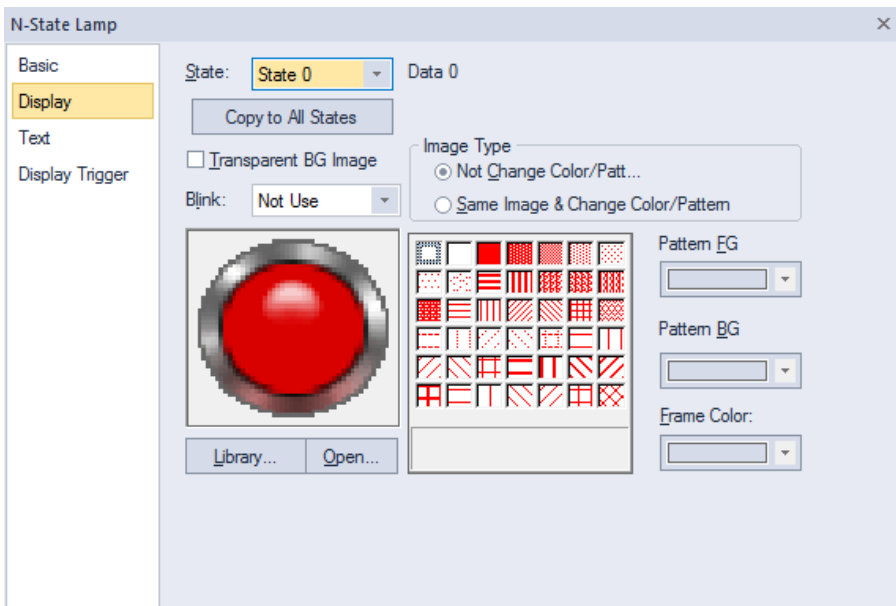 N-State Lamp
Basic
Display
Text
Display Trigger
State: State 0 Data 0
Copy to All States
Transparent BG Image
Blink: Not Use
Image Type
Not Change Color/Patt...
Same Image & Change Color/Pattern
Pattern FG
Pattern BG
Frame Color:
Library... Open...